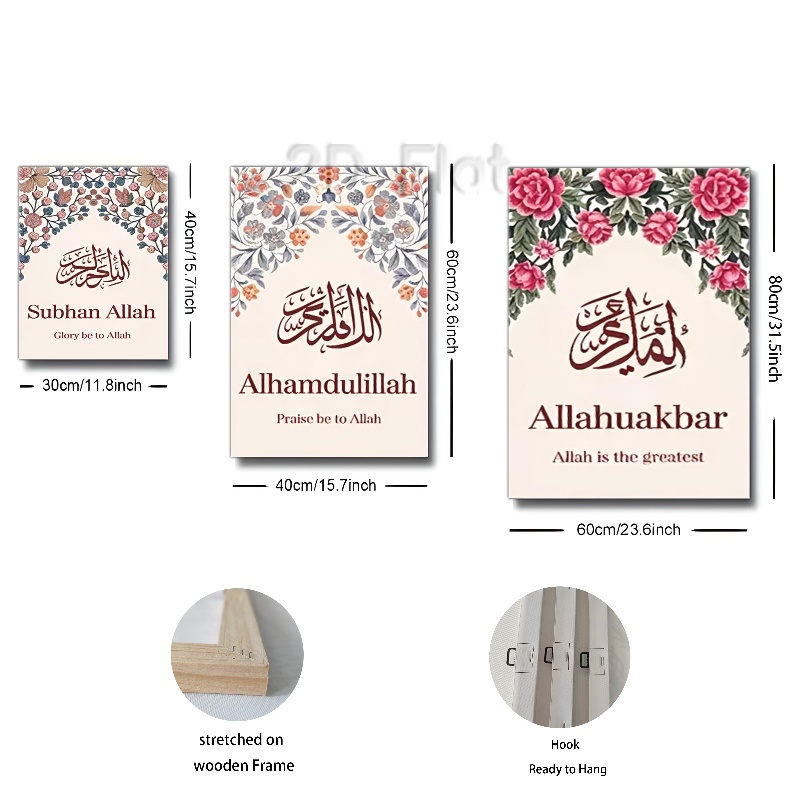 2D Flat
Subhan Allah
Glory be to Allah
40cm/15.7inch
30cm/11.8inch
Alhamdulillah
Praise be to Allah
60cm/23.6inch
40cm/15.7inch
Allahuakbar
Allah is the greatest
80cm/31.5inch
60cm/23.6inch
stretched on
wooden Frame
Hook
Ready to Hang